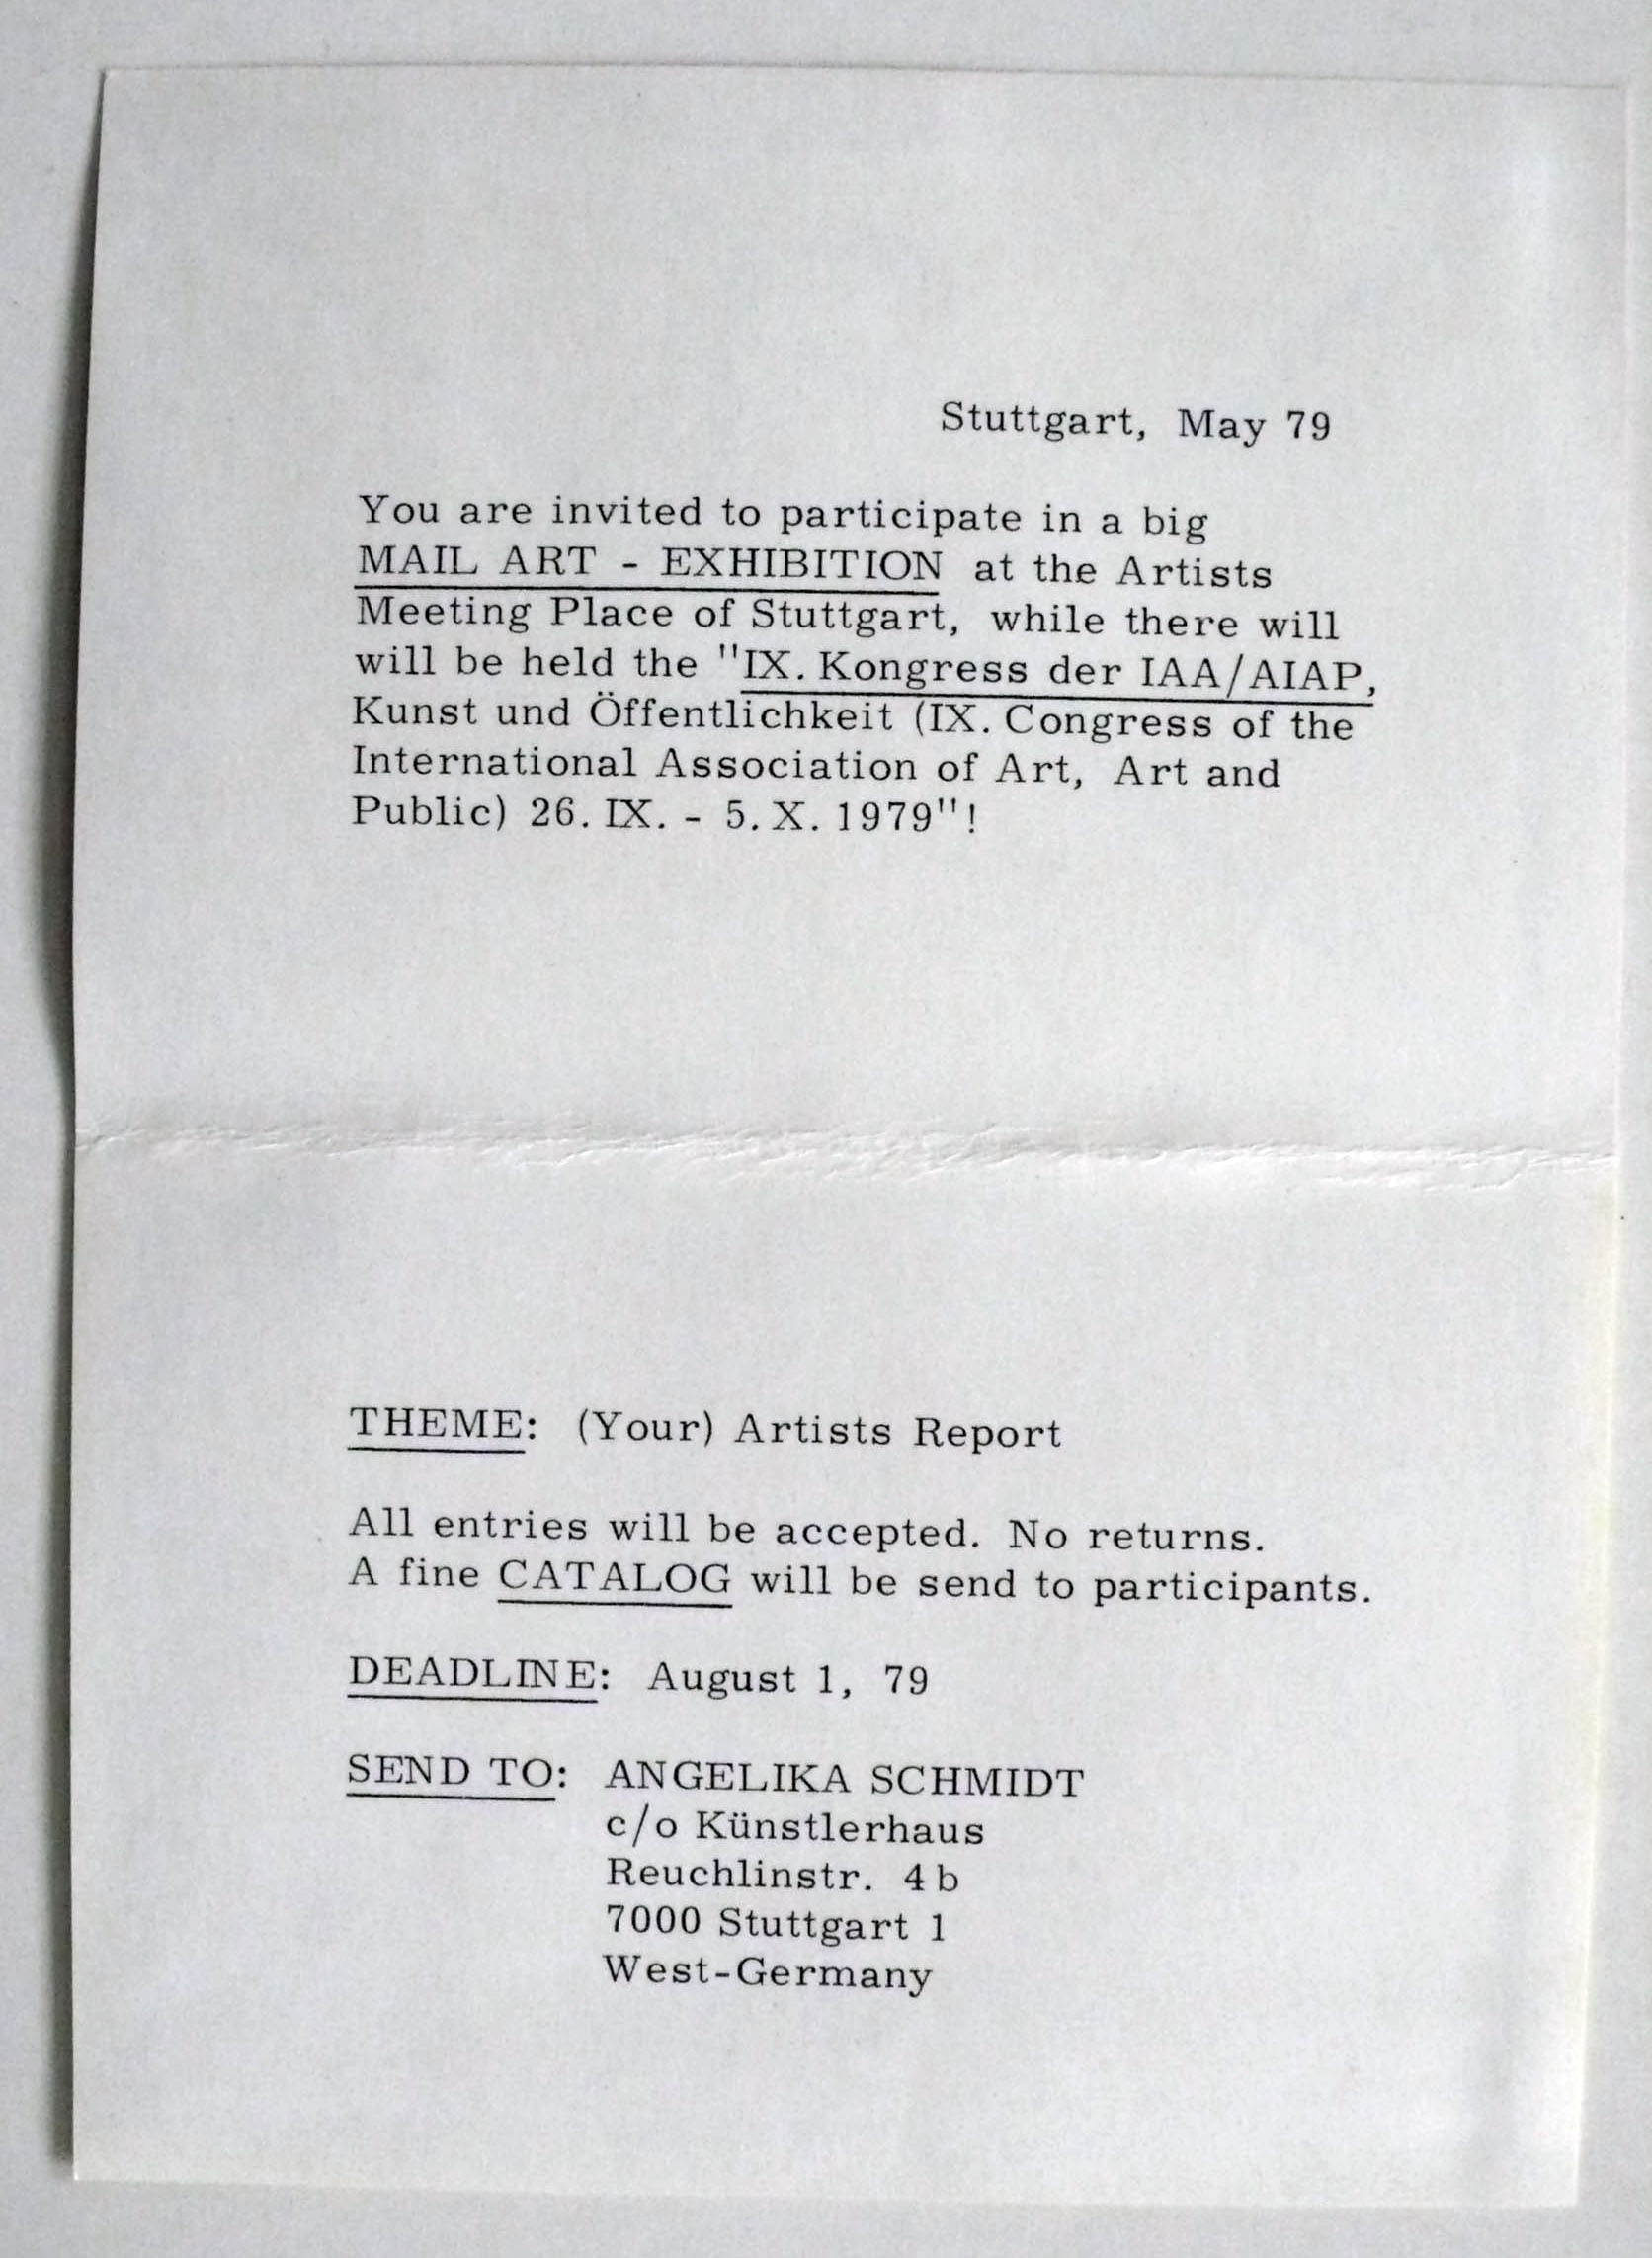 Stuttgart, May 79
You are invited to participate in a big
MAIL ART - EXHIBITION at the Artists
Meeting Place of Stuttgart, while there will
will be held the "IX. Kongress der IAA/AIAP,
Kunst und Öffentlichkeit (IX. Congress of the
International Association of Art, Art and
Public) 26. IX. - 5. X. 1979"!
THEME: (Your) Artists Report
All entries will be accepted. No returns.
A fine CATALOG will be send to participants.
DEADLINE: August 1, 79
SEND TO: ANGELIKA SCHMIDT
c/o Künstlerhaus
Reuchlinstr. 4 b
7000 Stuttgart 1
West-Germany